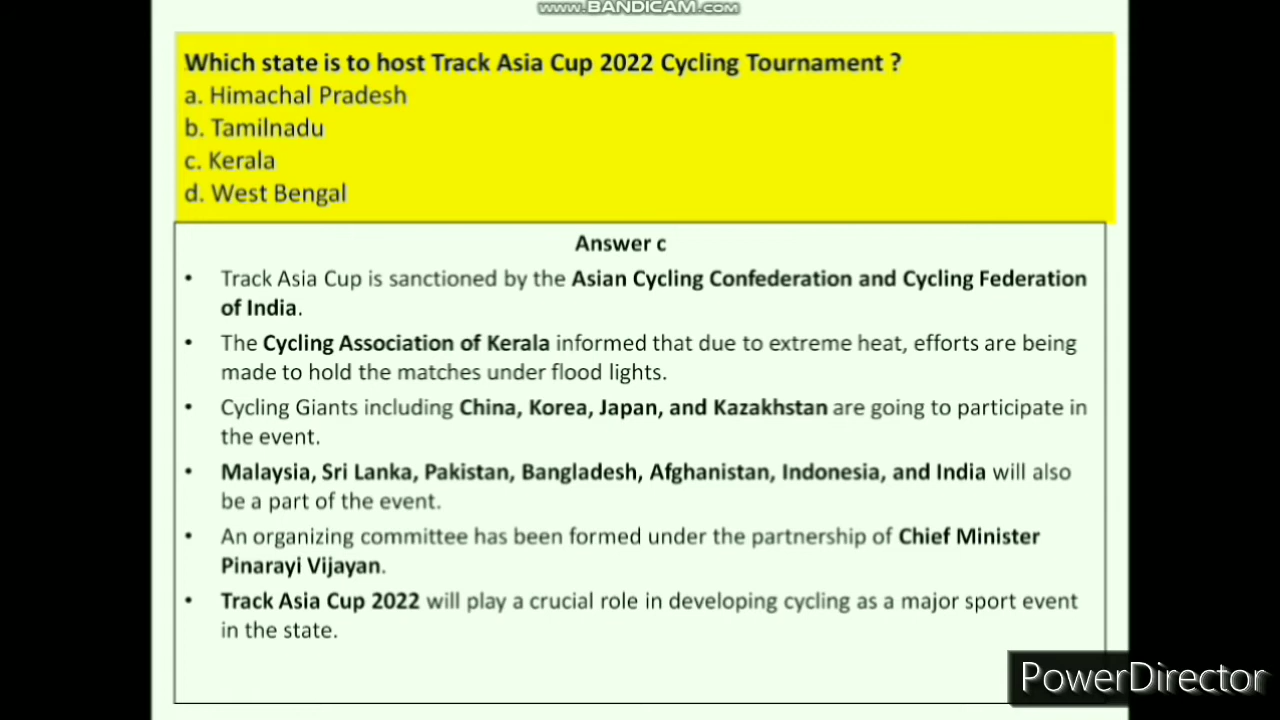 www.BANDICAM.com
Which state is to host Track Asia Cup 2022 Cycling Tournament ?
a. Himachal Pradesh
b. Tamilnadu
c. Kerala
d. West Bengal
Answer c
• Track Asia Cup is sanctioned by the Asian Cycling Confederation and Cycling Federation
of India.
• The Cycling Association of Kerala informed that due to extreme heat, efforts are being
made to hold the matches under flood lights.
• Cycling Giants including China, Korea, Japan, and Kazakhstan are going to participate in
the event.
• Malaysia, Sri Lanka, Pakistan, Bangladesh, Afghanistan, Indonesia, and India will also
be a part of the event.
• An organizing committee has been formed under the partnership of Chief Minister
Pinarayi Vijayan.
• Track Asia Cup 2022 will play a crucial role in developing cycling as a major sport event
in the state.
PowerDirector